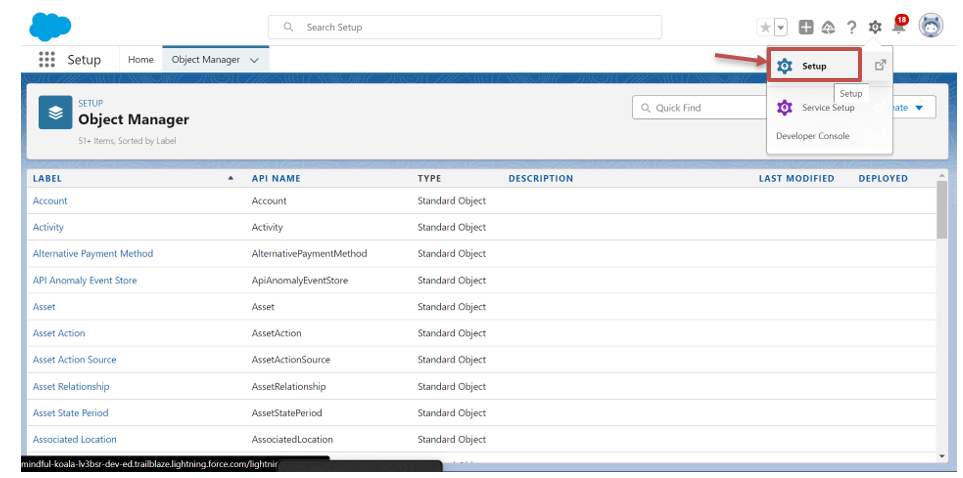 Search Setup
18
Setup
Home
Object Manager
Setup
Setup
SETUP
Object Manager
51+ Items, Sorted by Label
Quick Find
Service Setup
eate
Developer Console
LABEL API NAME TYPE DESCRIPTION LAST MODIFIED DEPLOYED
Account Account Standard Object
Activity Activity Standard Object
Alternative Payment Method AlternativePaymentMethod Standard Object
API Anomaly Event Store ApiAnomalyEventStore Standard Object
Asset Asset Standard Object
Asset Action AssetAction Standard Object
Asset Action Source AssetActionSource Standard Object
Asset Relationship AssetRelationship Standard Object
Asset State Period AssetStatePeriod Standard Object
Associated Location AssociatedLocation Standard Object
mindful-koala-lv3bsr-dev-ed.trailblaze.lightning.force.com/lightnin